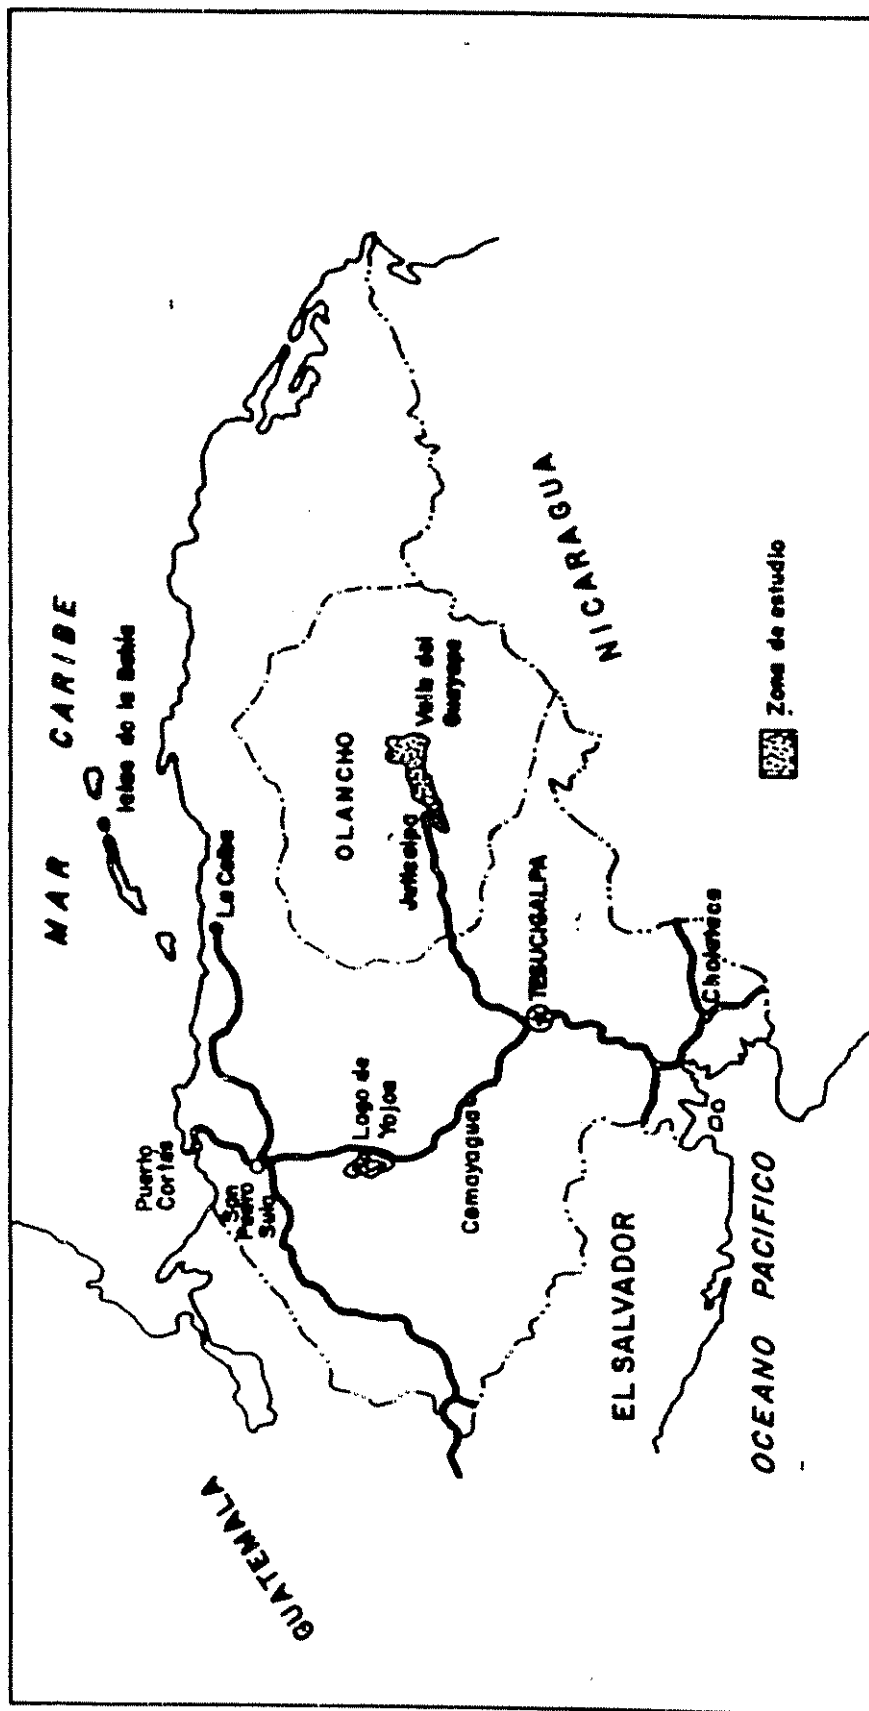 MAR CARIBE
Islas de la Bahía
La Ceiba
Puerto
Cortés
San
Pedro
Sula
GUATEMALA
OLANCHO
Lago de
Yojoa
Juticalpa
Valle del
Guayape
Comayagua
TEGUCIGALPA
NICARAGUA
EL SALVADOR
Choluteca
OCEANO PACIFICO
Zona de estudio